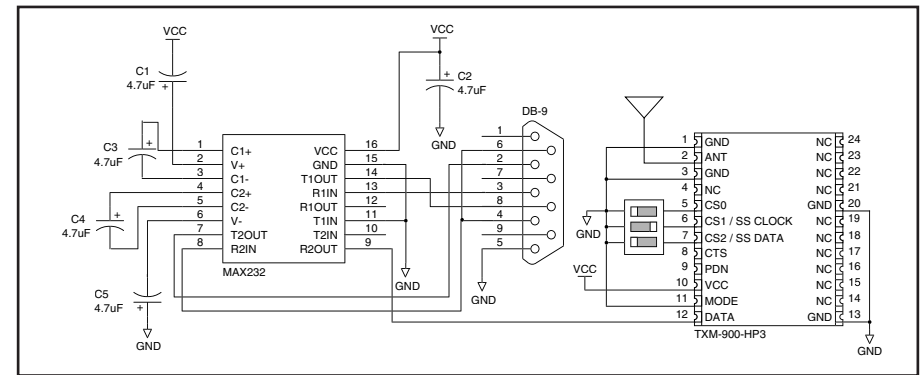 VCC
C1
4.7uF
+
VCC
+
C2
4.7uF
GND
C3
4.7uF
+
C4
4.7uF
+
C5
4.7uF
+
GND
1 C1+ VCC 16
2 V+ GND 15
3 C1- T1OUT 14
4 C2+ R1IN 13
5 C2- R1OUT 12
6 V- T1IN 11
7 T2OUT T2IN 10
8 R2IN R2OUT 9
MAX232
GND
DB-9
1
6
2
7
3
8
4
9
5
GND
GND
VCC
1 GND NC 24
2 ANT NC 23
3 GND NC 22
4 NC NC 21
5 CS0 GND 20
6 CS1 / SS CLOCK NC 19
7 CS2 / SS DATA NC 18
8 CTS NC 17
9 PDN NC 16
10 VCC NC 15
11 MODE NC 14
12 DATA GND 13
TXM-900-HP3
GND